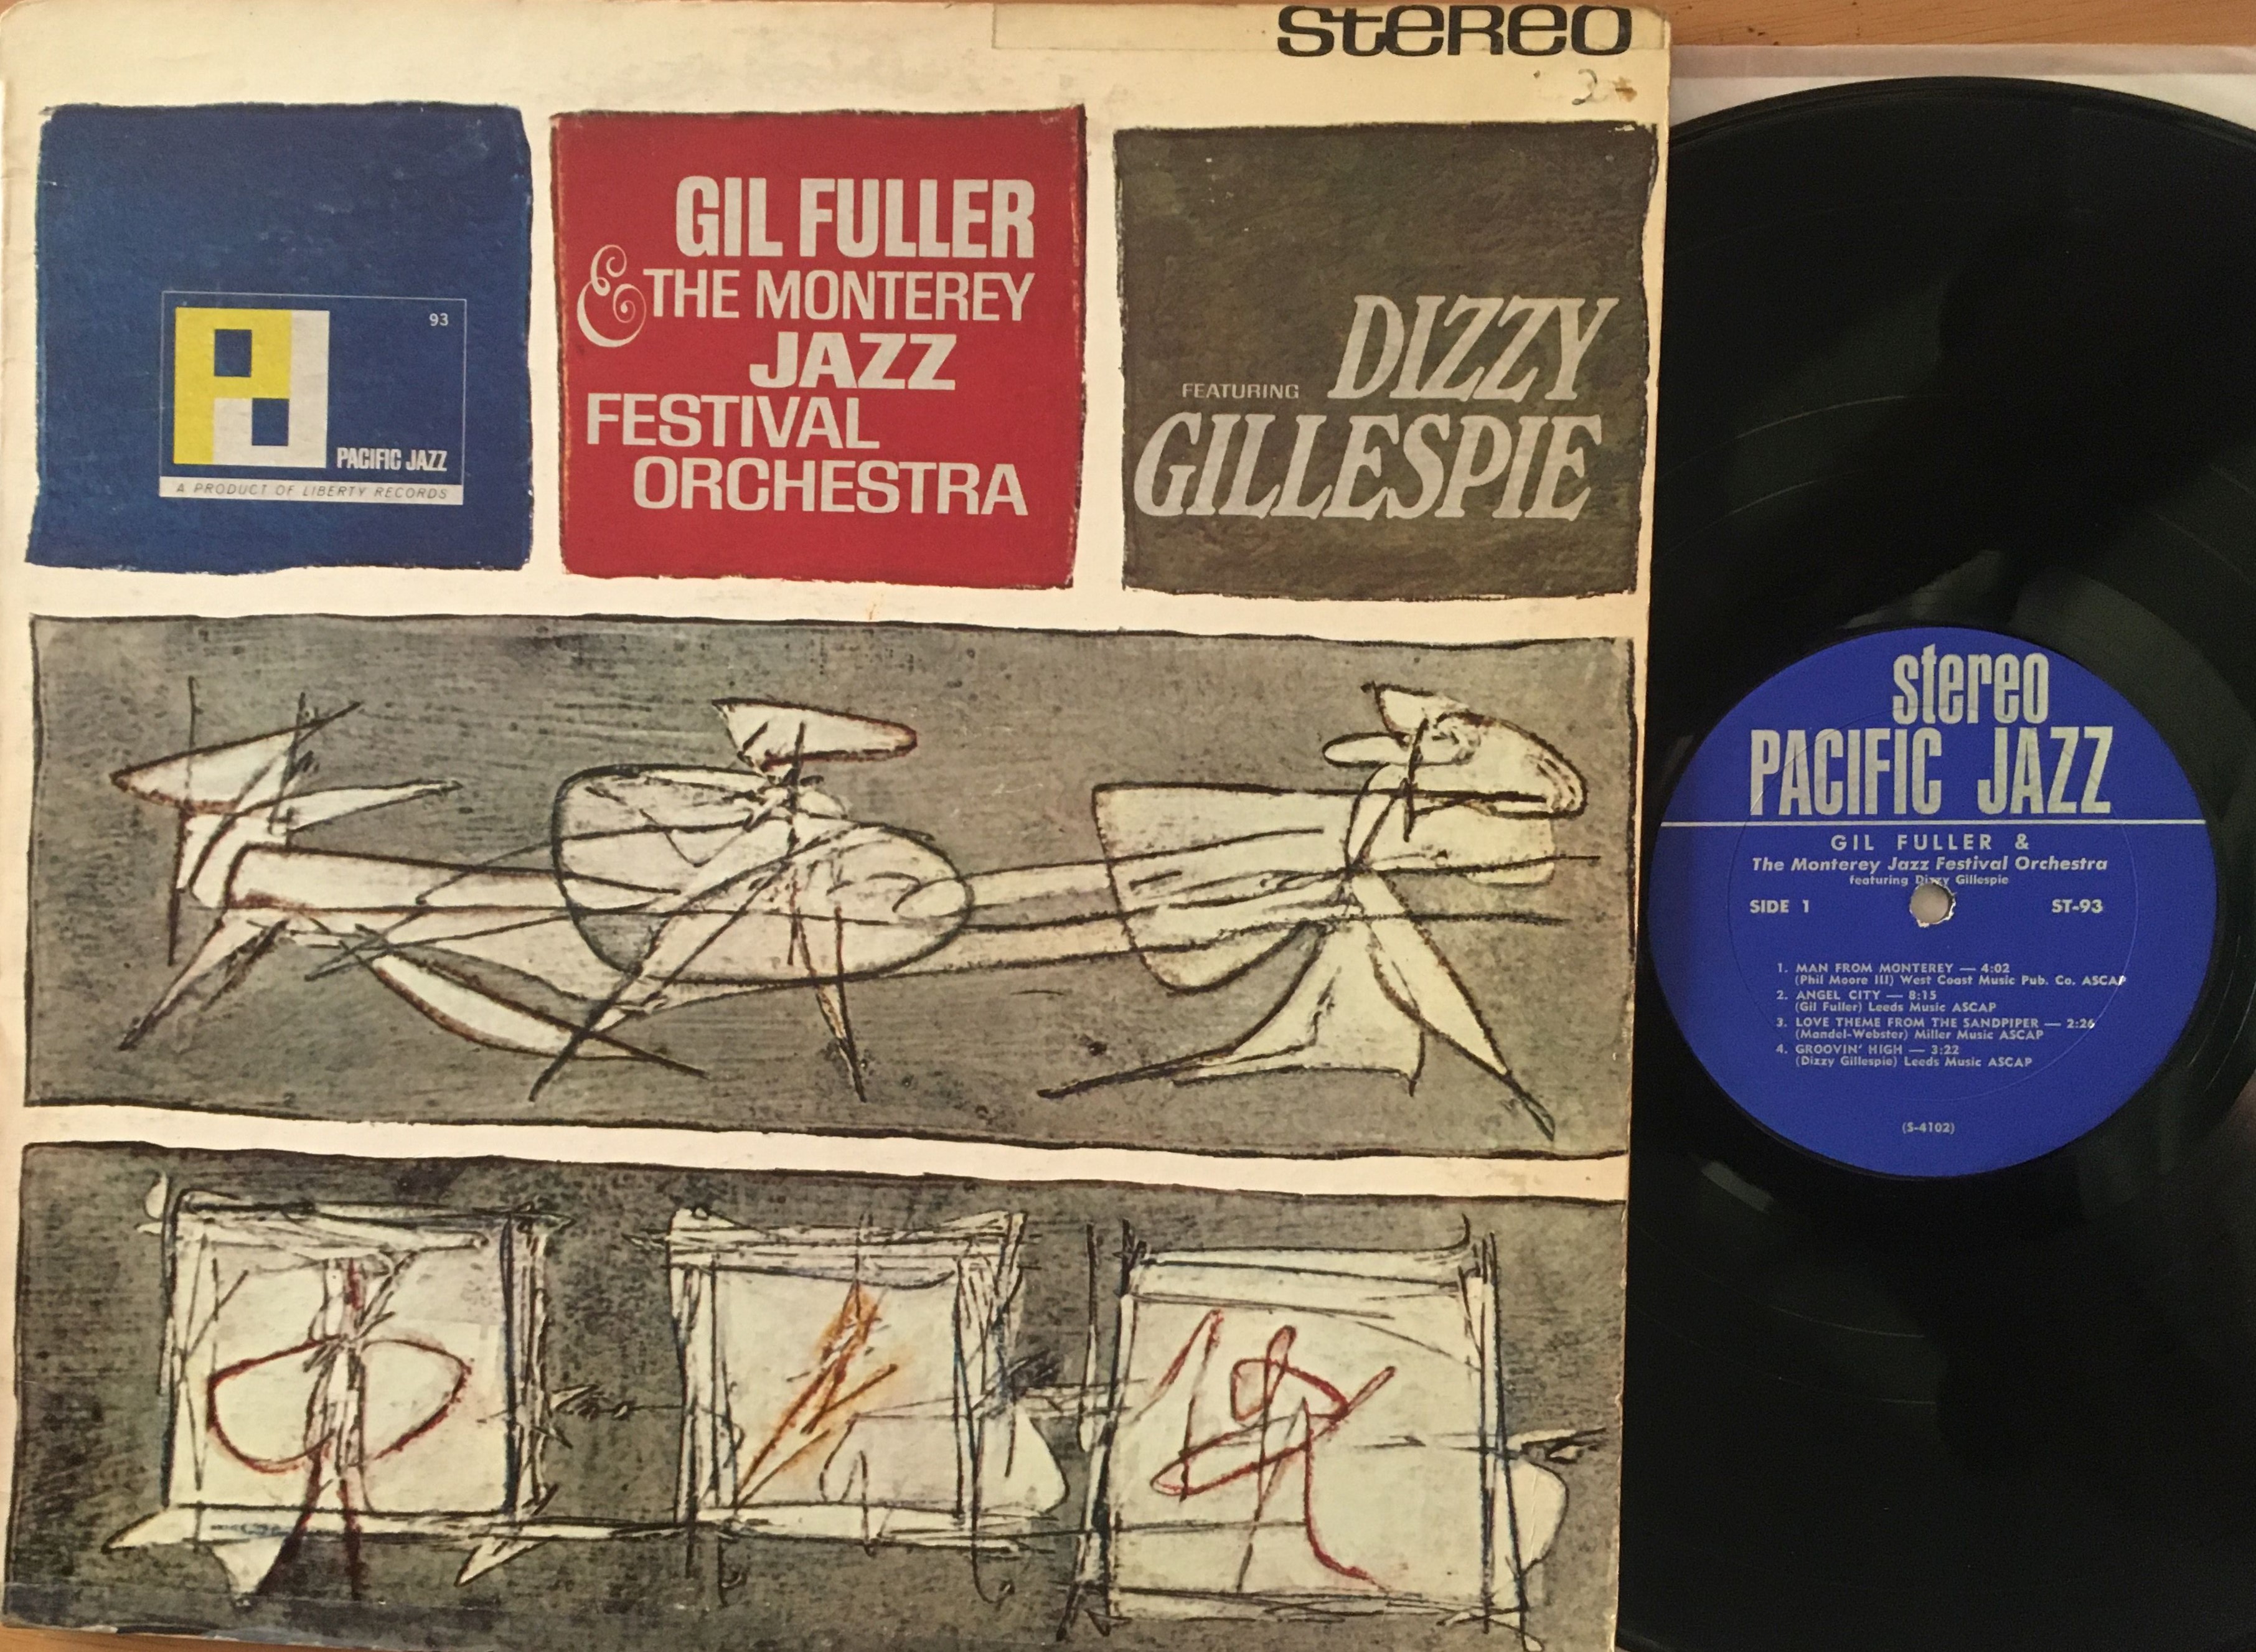 stereo
2-
93
PACIFIC JAZZ
A PRODUCT OF LIBERTY RECORDS
GIL FULLER
& THE MONTEREY
JAZZ
FESTIVAL
ORCHESTRA
FEATURING DIZZY
GILLESPIE
stereo
PACIFIC JAZZ
GIL FULLER &
The Monterey Jazz Festival Orchestra
featuring Dizzy Gillespie
SIDE 1 ST-93
1. MAN FROM MONTEREY — 4:02
(Phil Moore III) West Coast Music Pub. Co. ASCAP
2. ANGEL CITY — 8:15
(Gil Fuller) Leeds Music ASCAP
3. LOVE THEME FROM THE SANDPIPER — 2:26
(Mandel-Webster) Miller Music ASCAP
4. GROOVIN' HIGH — 3:22
(Dizzy Gillespie) Leeds Music ASCAP
(S-4102)